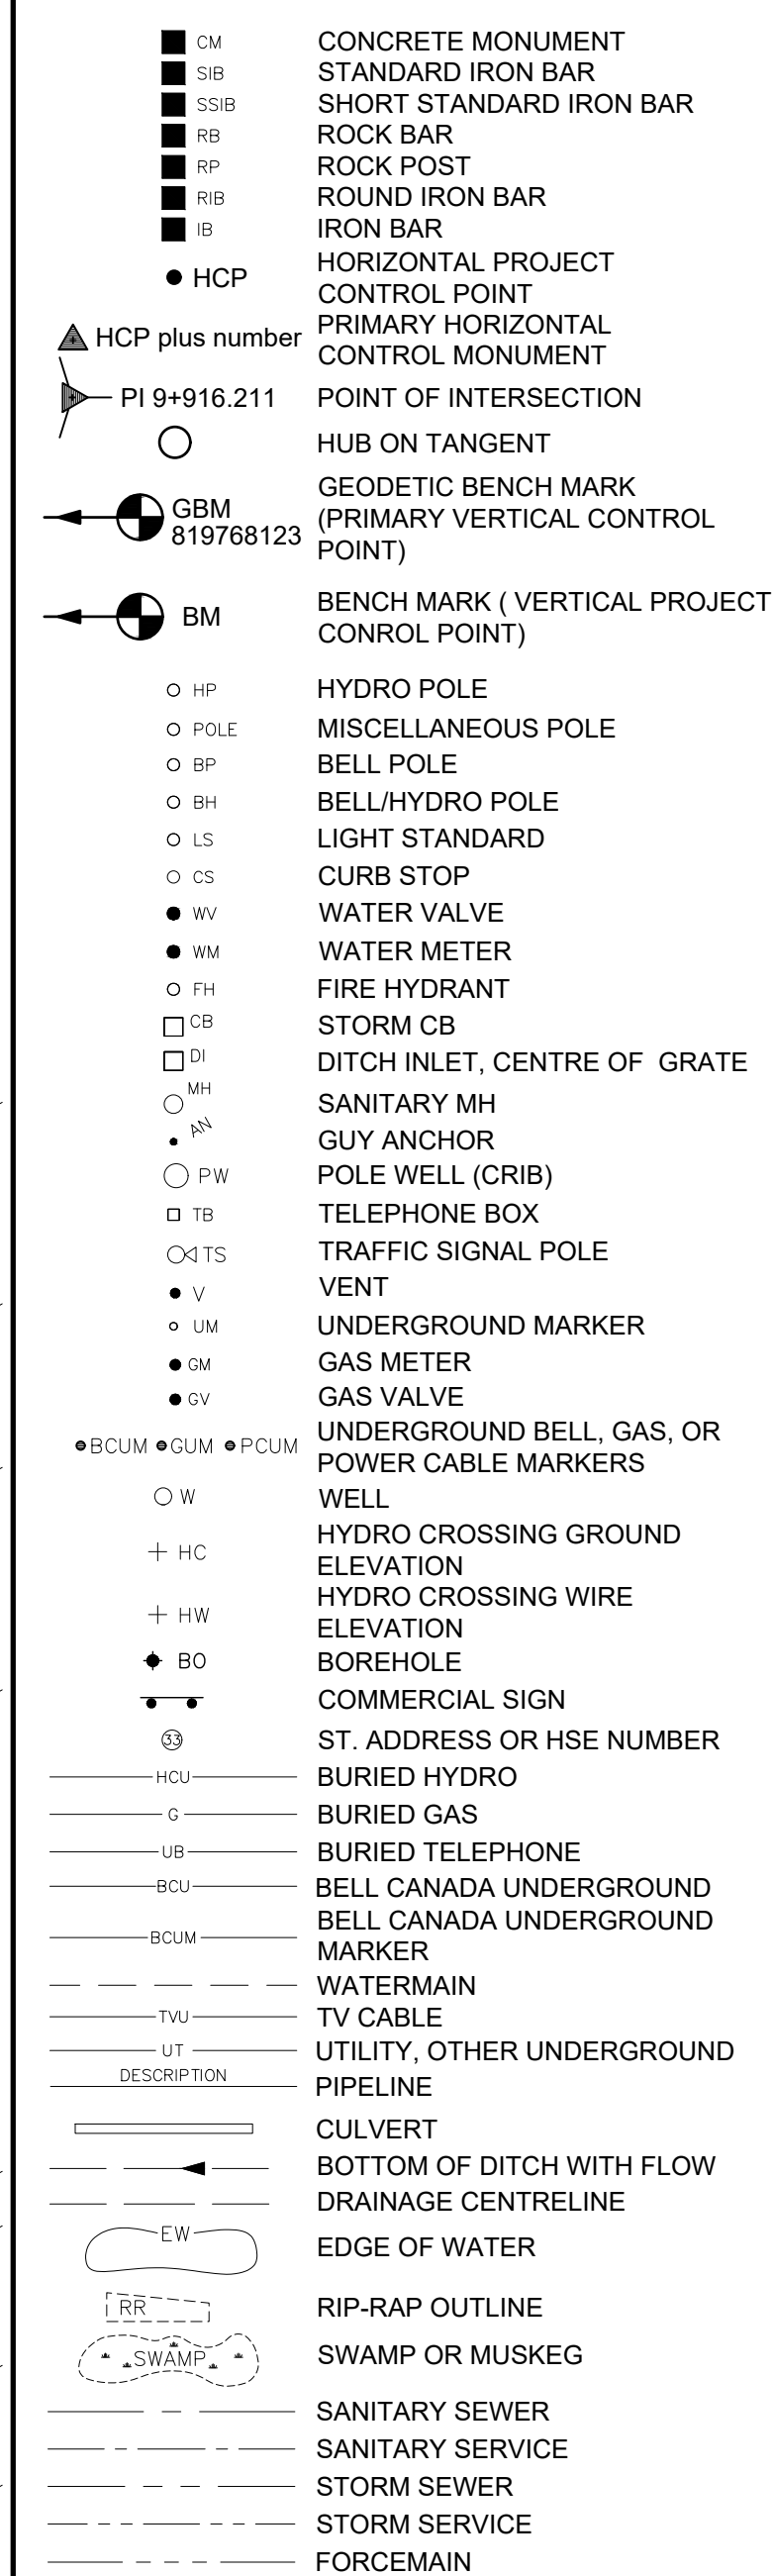 CM CONCRETE MONUMENT
SIB STANDARD IRON BAR
SSIB SHORT STANDARD IRON BAR
RB ROCK BAR
RP ROCK POST
RIB ROUND IRON BAR
IB IRON BAR
HCP HORIZONTAL PROJECT
CONTROL POINT
HCP plus number PRIMARY HORIZONTAL
CONTROL MONUMENT
PI 9+916.211 POINT OF INTERSECTION
HUB ON TANGENT
GEODETIC BENCH MARK
GBM (PRIMARY VERTICAL CONTROL
819768123 POINT)
BM BENCH MARK ( VERTICAL PROJECT
CONROL POINT)
HP HYDRO POLE
POLE MISCELLANEOUS POLE
BP BELL POLE
BH BELL/HYDRO POLE
LS LIGHT STANDARD
CS CURB STOP
WV WATER VALVE
WM WATER METER
FH FIRE HYDRANT
CB STORM CB
DI DITCH INLET, CENTRE OF GRATE
MH SANITARY MH
AN GUY ANCHOR
PW POLE WELL (CRIB)
TB TELEPHONE BOX
TS TRAFFIC SIGNAL POLE
V VENT
UM UNDERGROUND MARKER
GM GAS METER
GV GAS VALVE
BCUM GUM PCUM UNDERGROUND BELL, GAS, OR
POWER CABLE MARKERS
W WELL
HC HYDRO CROSSING GROUND
ELEVATION
HW HYDRO CROSSING WIRE
ELEVATION
BO BOREHOLE
COMMERCIAL SIGN
33 ST. ADDRESS OR HSE NUMBER
HCU BURIED HYDRO
G BURIED GAS
UB BURIED TELEPHONE
BCU BELL CANADA UNDERGROUND
BCUM BELL CANADA UNDERGROUND
MARKER
WATERMAIN
TVU TV CABLE
UT UTILITY, OTHER UNDERGROUND
DESCRIPTION PIPELINE
CULVERT
BOTTOM OF DITCH WITH FLOW
DRAINAGE CENTRELINE
EW EDGE OF WATER
RR RIP-RAP OUTLINE
SWAMP SWAMP OR MUSKEG
SANITARY SEWER
SANITARY SERVICE
STORM SEWER
STORM SERVICE
FORCEMAIN